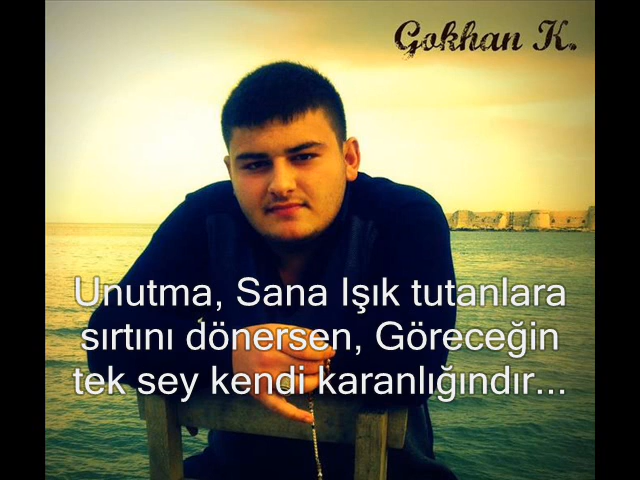 Gokhan K.
Unutma, Sana Işık tutanlara
sırtını dönersen, Göreceğin
tek sey kendi karanlığındır...